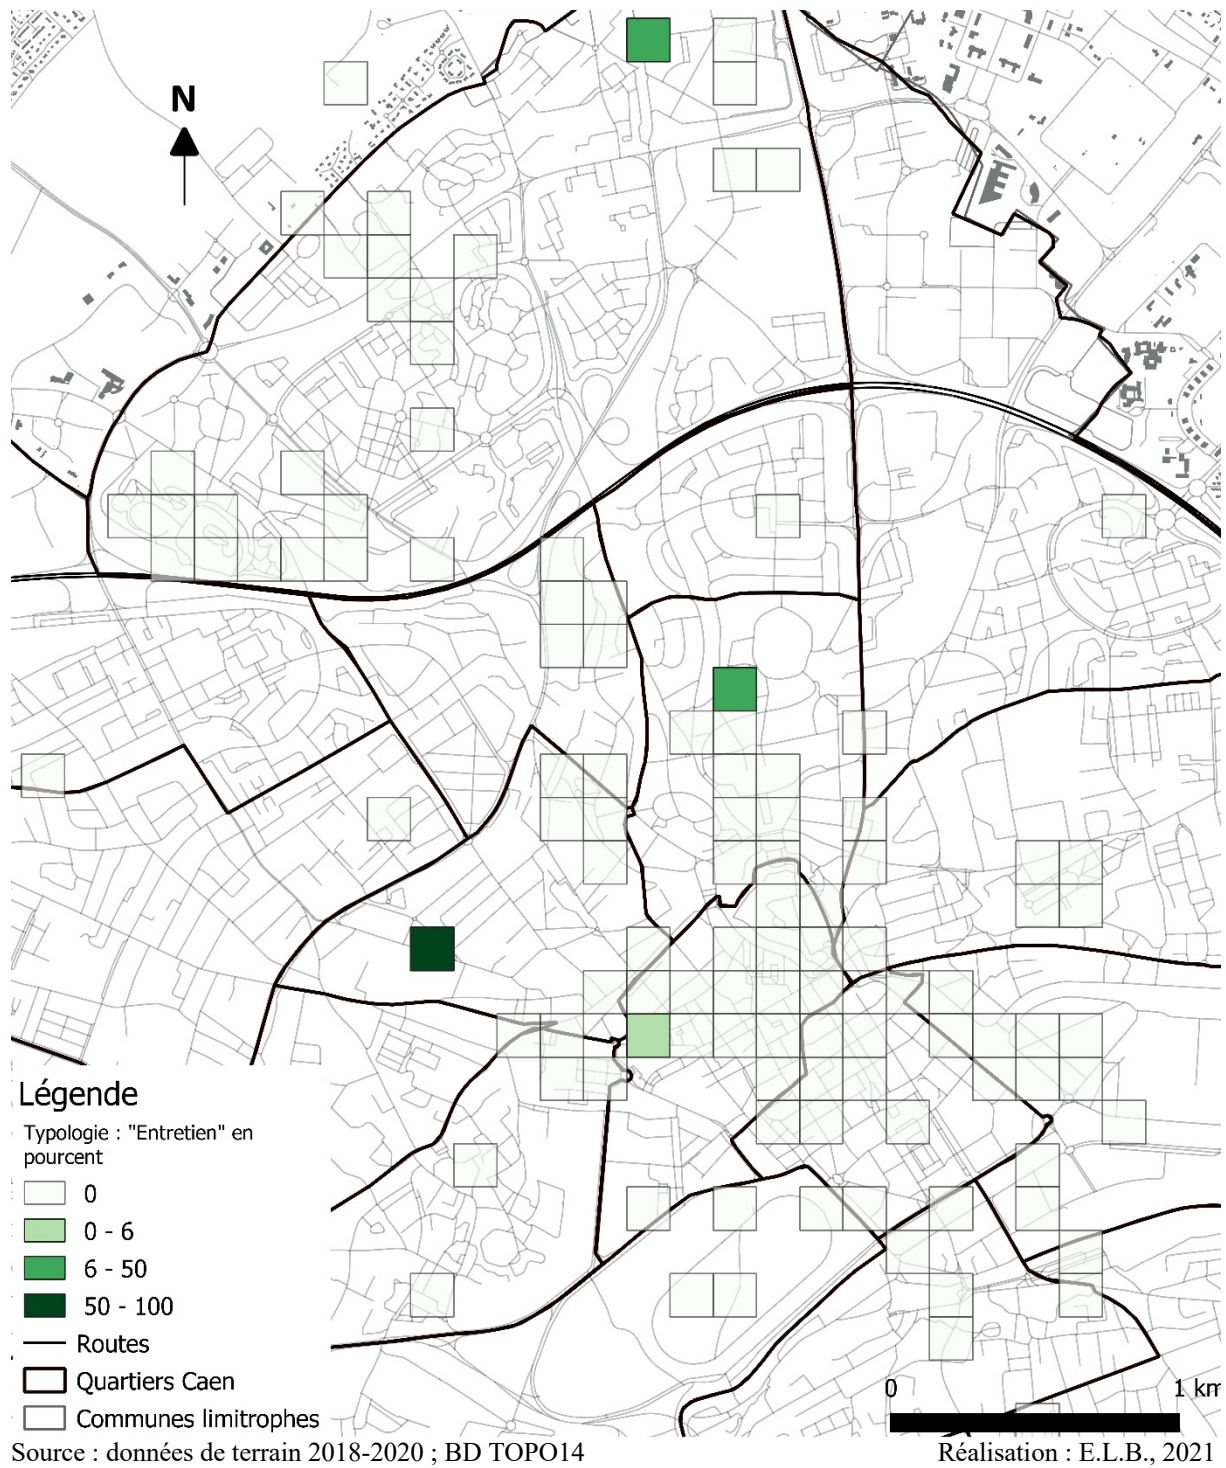 N
Légende
Typologie : "Entretien" en
pourcent
0
0 - 6
6 - 50
50 - 100
Routes
Quartiers Caen
Communes limitrophes
0 1 km
Source : données de terrain 2018-2020 ; BD TOPO14
Réalisation : E.L.B., 2021